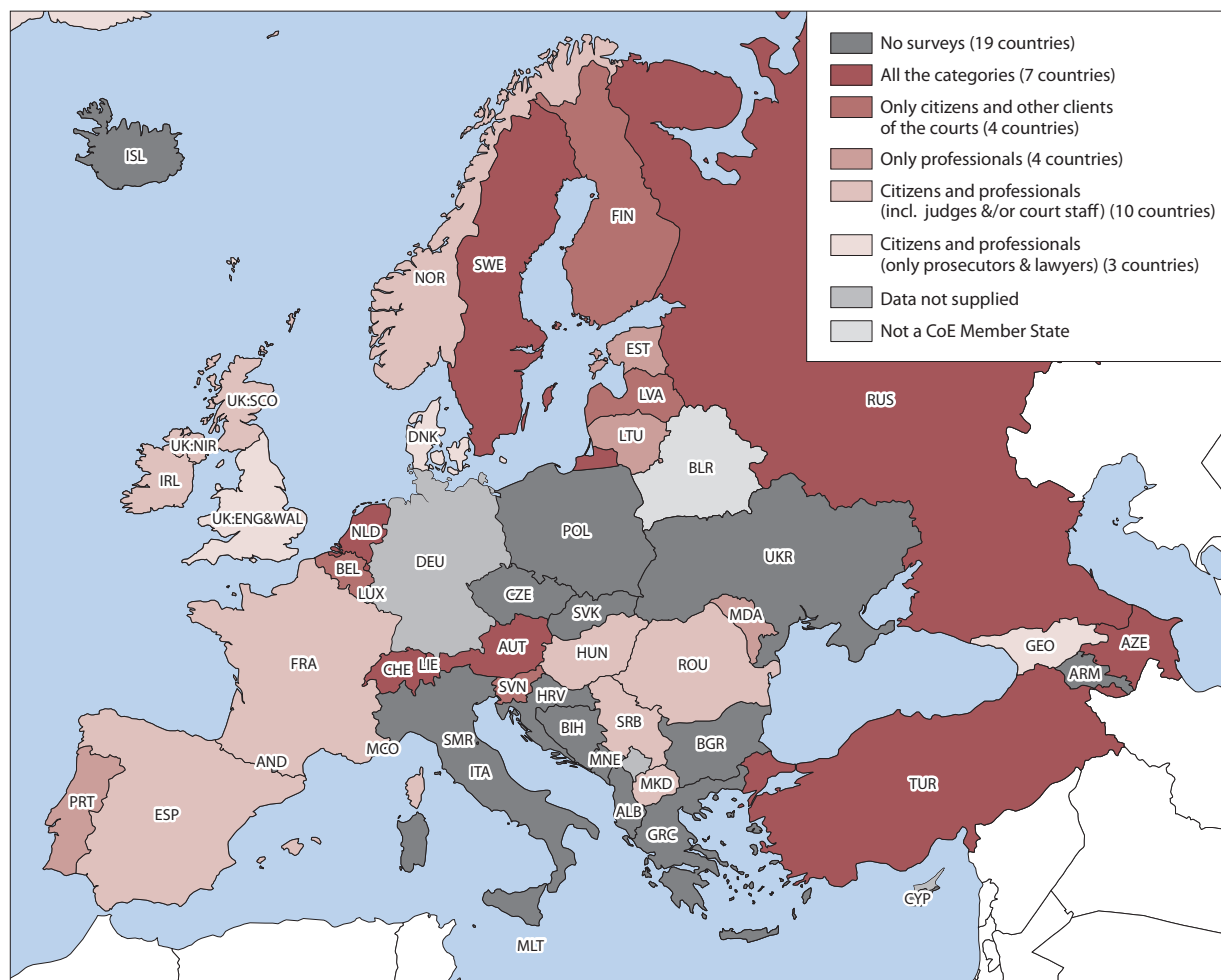 No surveys (19 countries)
All the categories (7 countries)
Only citizens and other clients
of the courts (4 countries)
Only professionals (4 countries)
Citizens and professionals
(incl. judges &/or court staff) (10 countries)
Citizens and professionals
(only prosecutors & lawyers) (3 countries)
Data not supplied
Not a CoE Member State
ISL
FIN
SWE
NOR
EST
RUS
LVA
UK:SCO
DNK
LTU
UK:NIR
BLR
IRL
UK:ENG&WAL
NLD
POL
UKR
DEU
BEL
LUX
CZE
SVK
MDA
AUT
GEO
AZE
HUN
FRA
LIE
CHE
ROU
ARM
SVN
HRV
SRB
BIH
SMR
BGR
MCO
AND
MNE
ITA
MKD
TUR
PRT
ESP
ALB
GRC
CYP
MLT